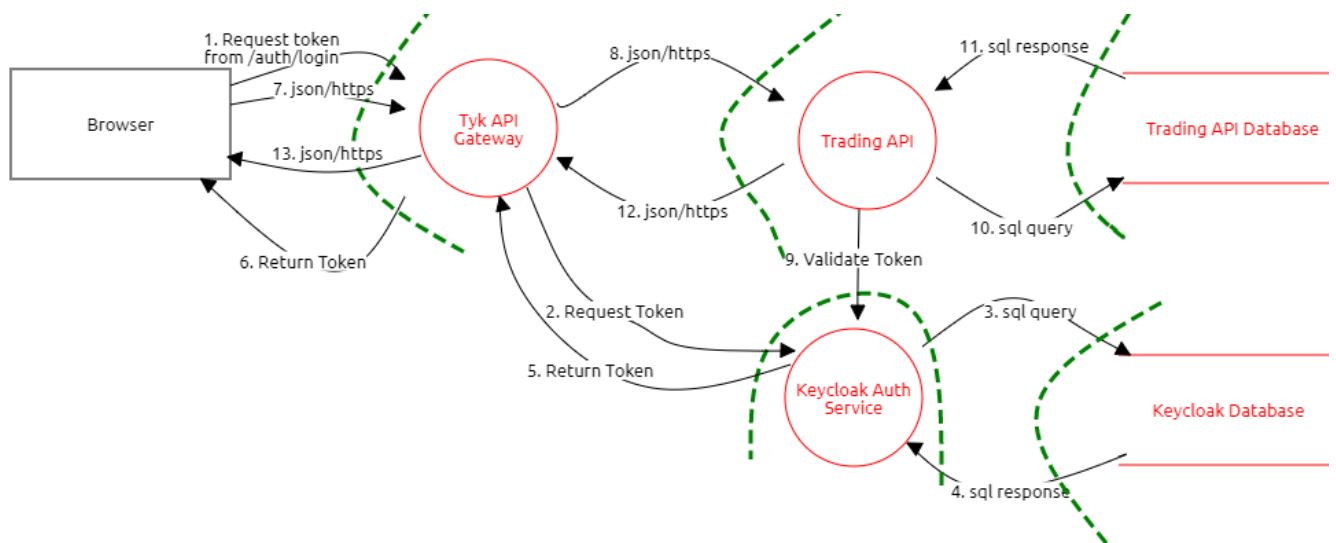 1. Request token
from /auth/login
8. json/https
11. sql response
7. json/https
Browser
Tyk API
Gateway
Trading API
Trading API Database
13. json/https
12. json/https
10. sql query
6. Return Token
9. Validate Token
2. Request Token
3. sql query
5. Return Token
Keycloak Auth
Service
Keycloak Database
4. sql response